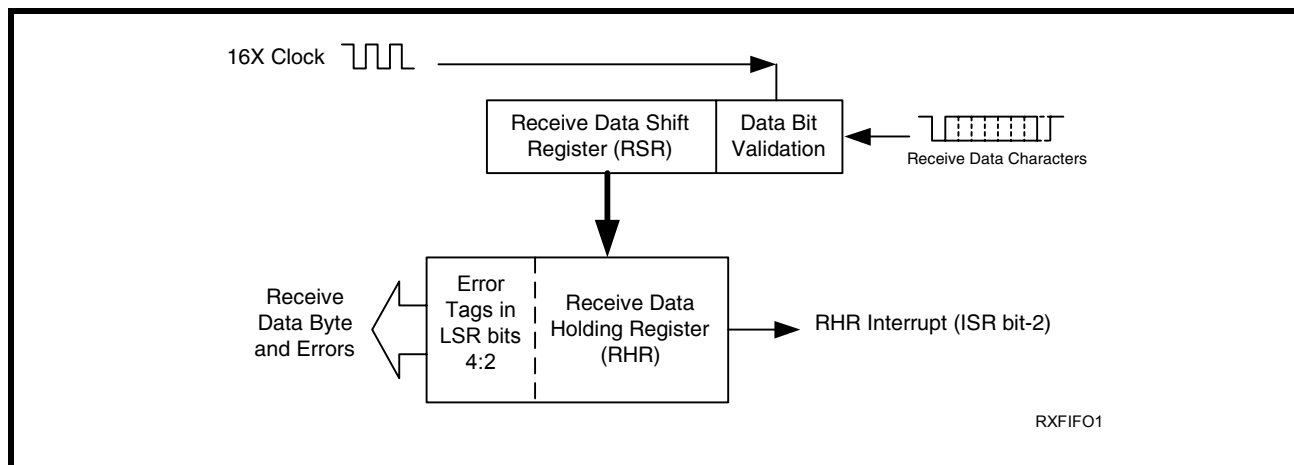 16X Clock
Receive Data Shift
Register (RSR)
Data Bit
Validation
Receive Data Characters
Receive
Data Byte
and Errors
Error
Tags in
LSR bits
4:2
Receive Data
Holding Register
(RHR)
RHR Interrupt (ISR bit-2)
RXFIFO1